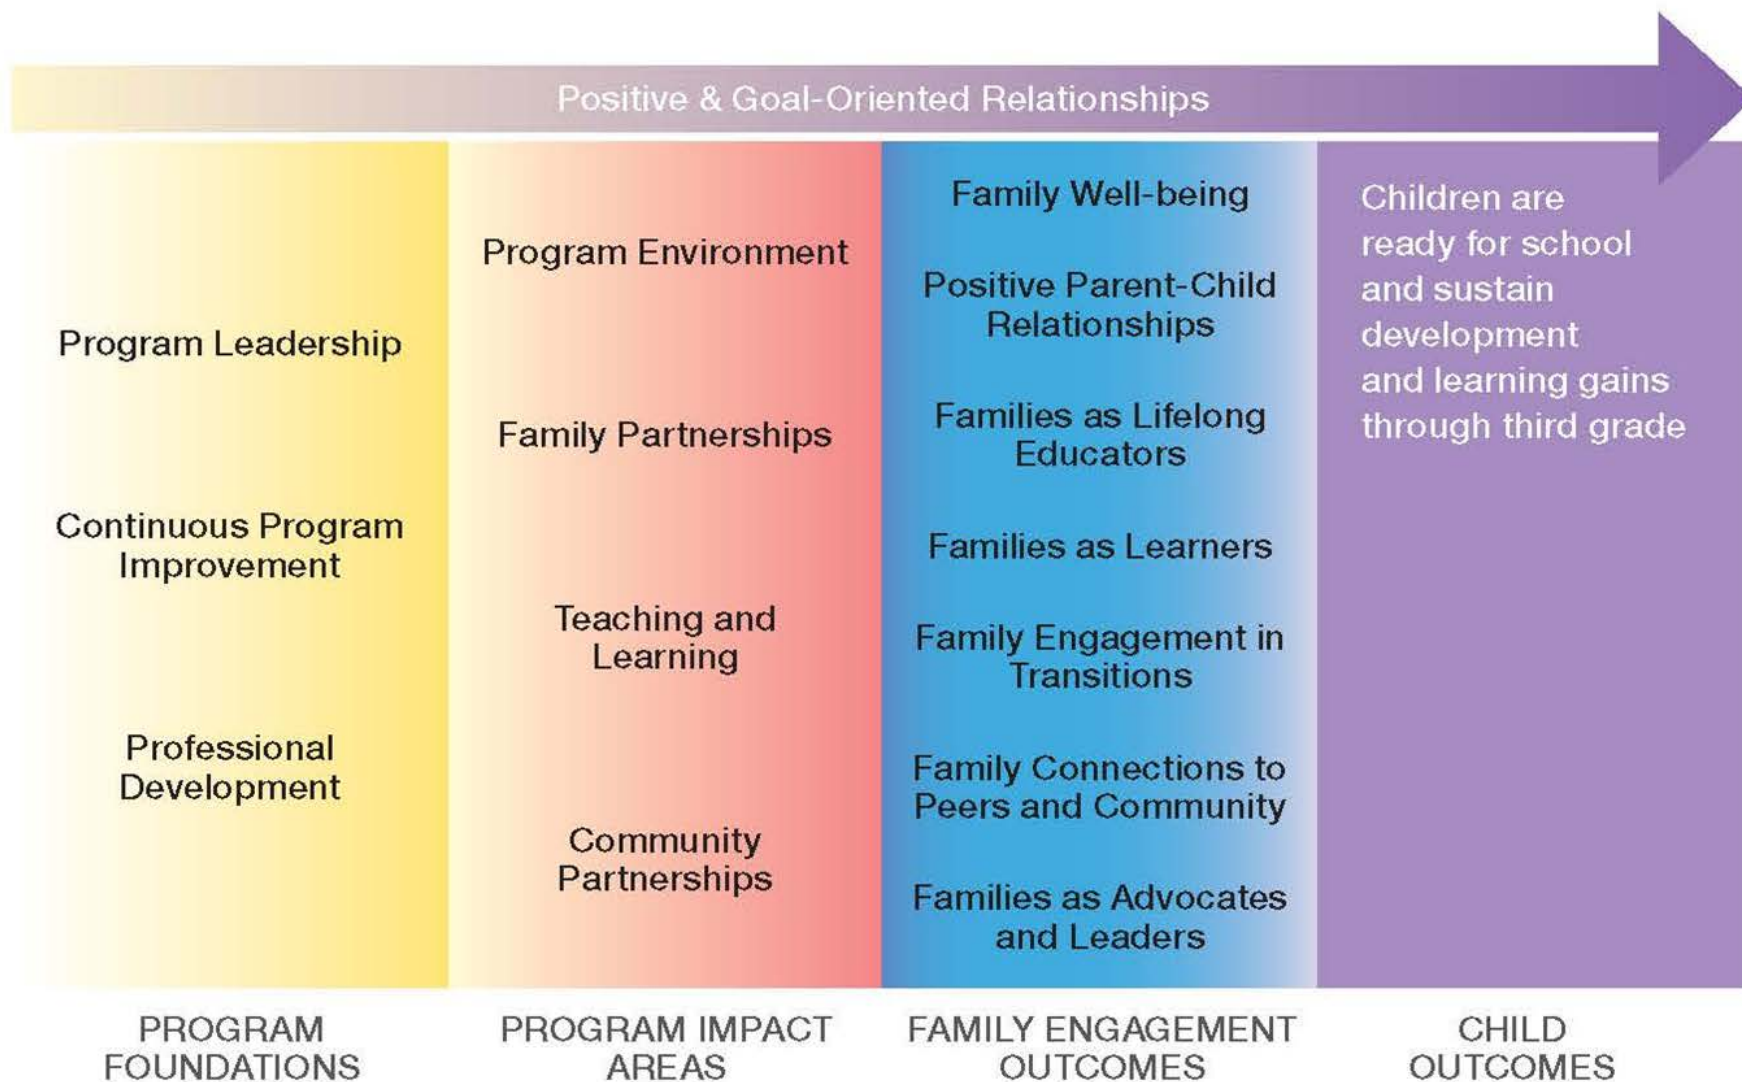 Positive & Goal-Oriented Relationships
Program Leadership
Continuous Program
Improvement
Professional
Development
PROGRAM
FOUNDATIONS
Program Environment
Family Partnerships
Teaching and
Learning
Community
Partnerships
PROGRAM IMPACT
AREAS
Family Well-being
Positive Parent-Child
Relationships
Families as Lifelong
Educators
Families as Learners
Family Engagement in
Transitions
Family Connections to
Peers and Community
Families as Advocates
and Leaders
FAMILY ENGAGEMENT
OUTCOMES
Children are
ready for school
and sustain
development
and learning gains
through third grade
CHILD
OUTCOMES